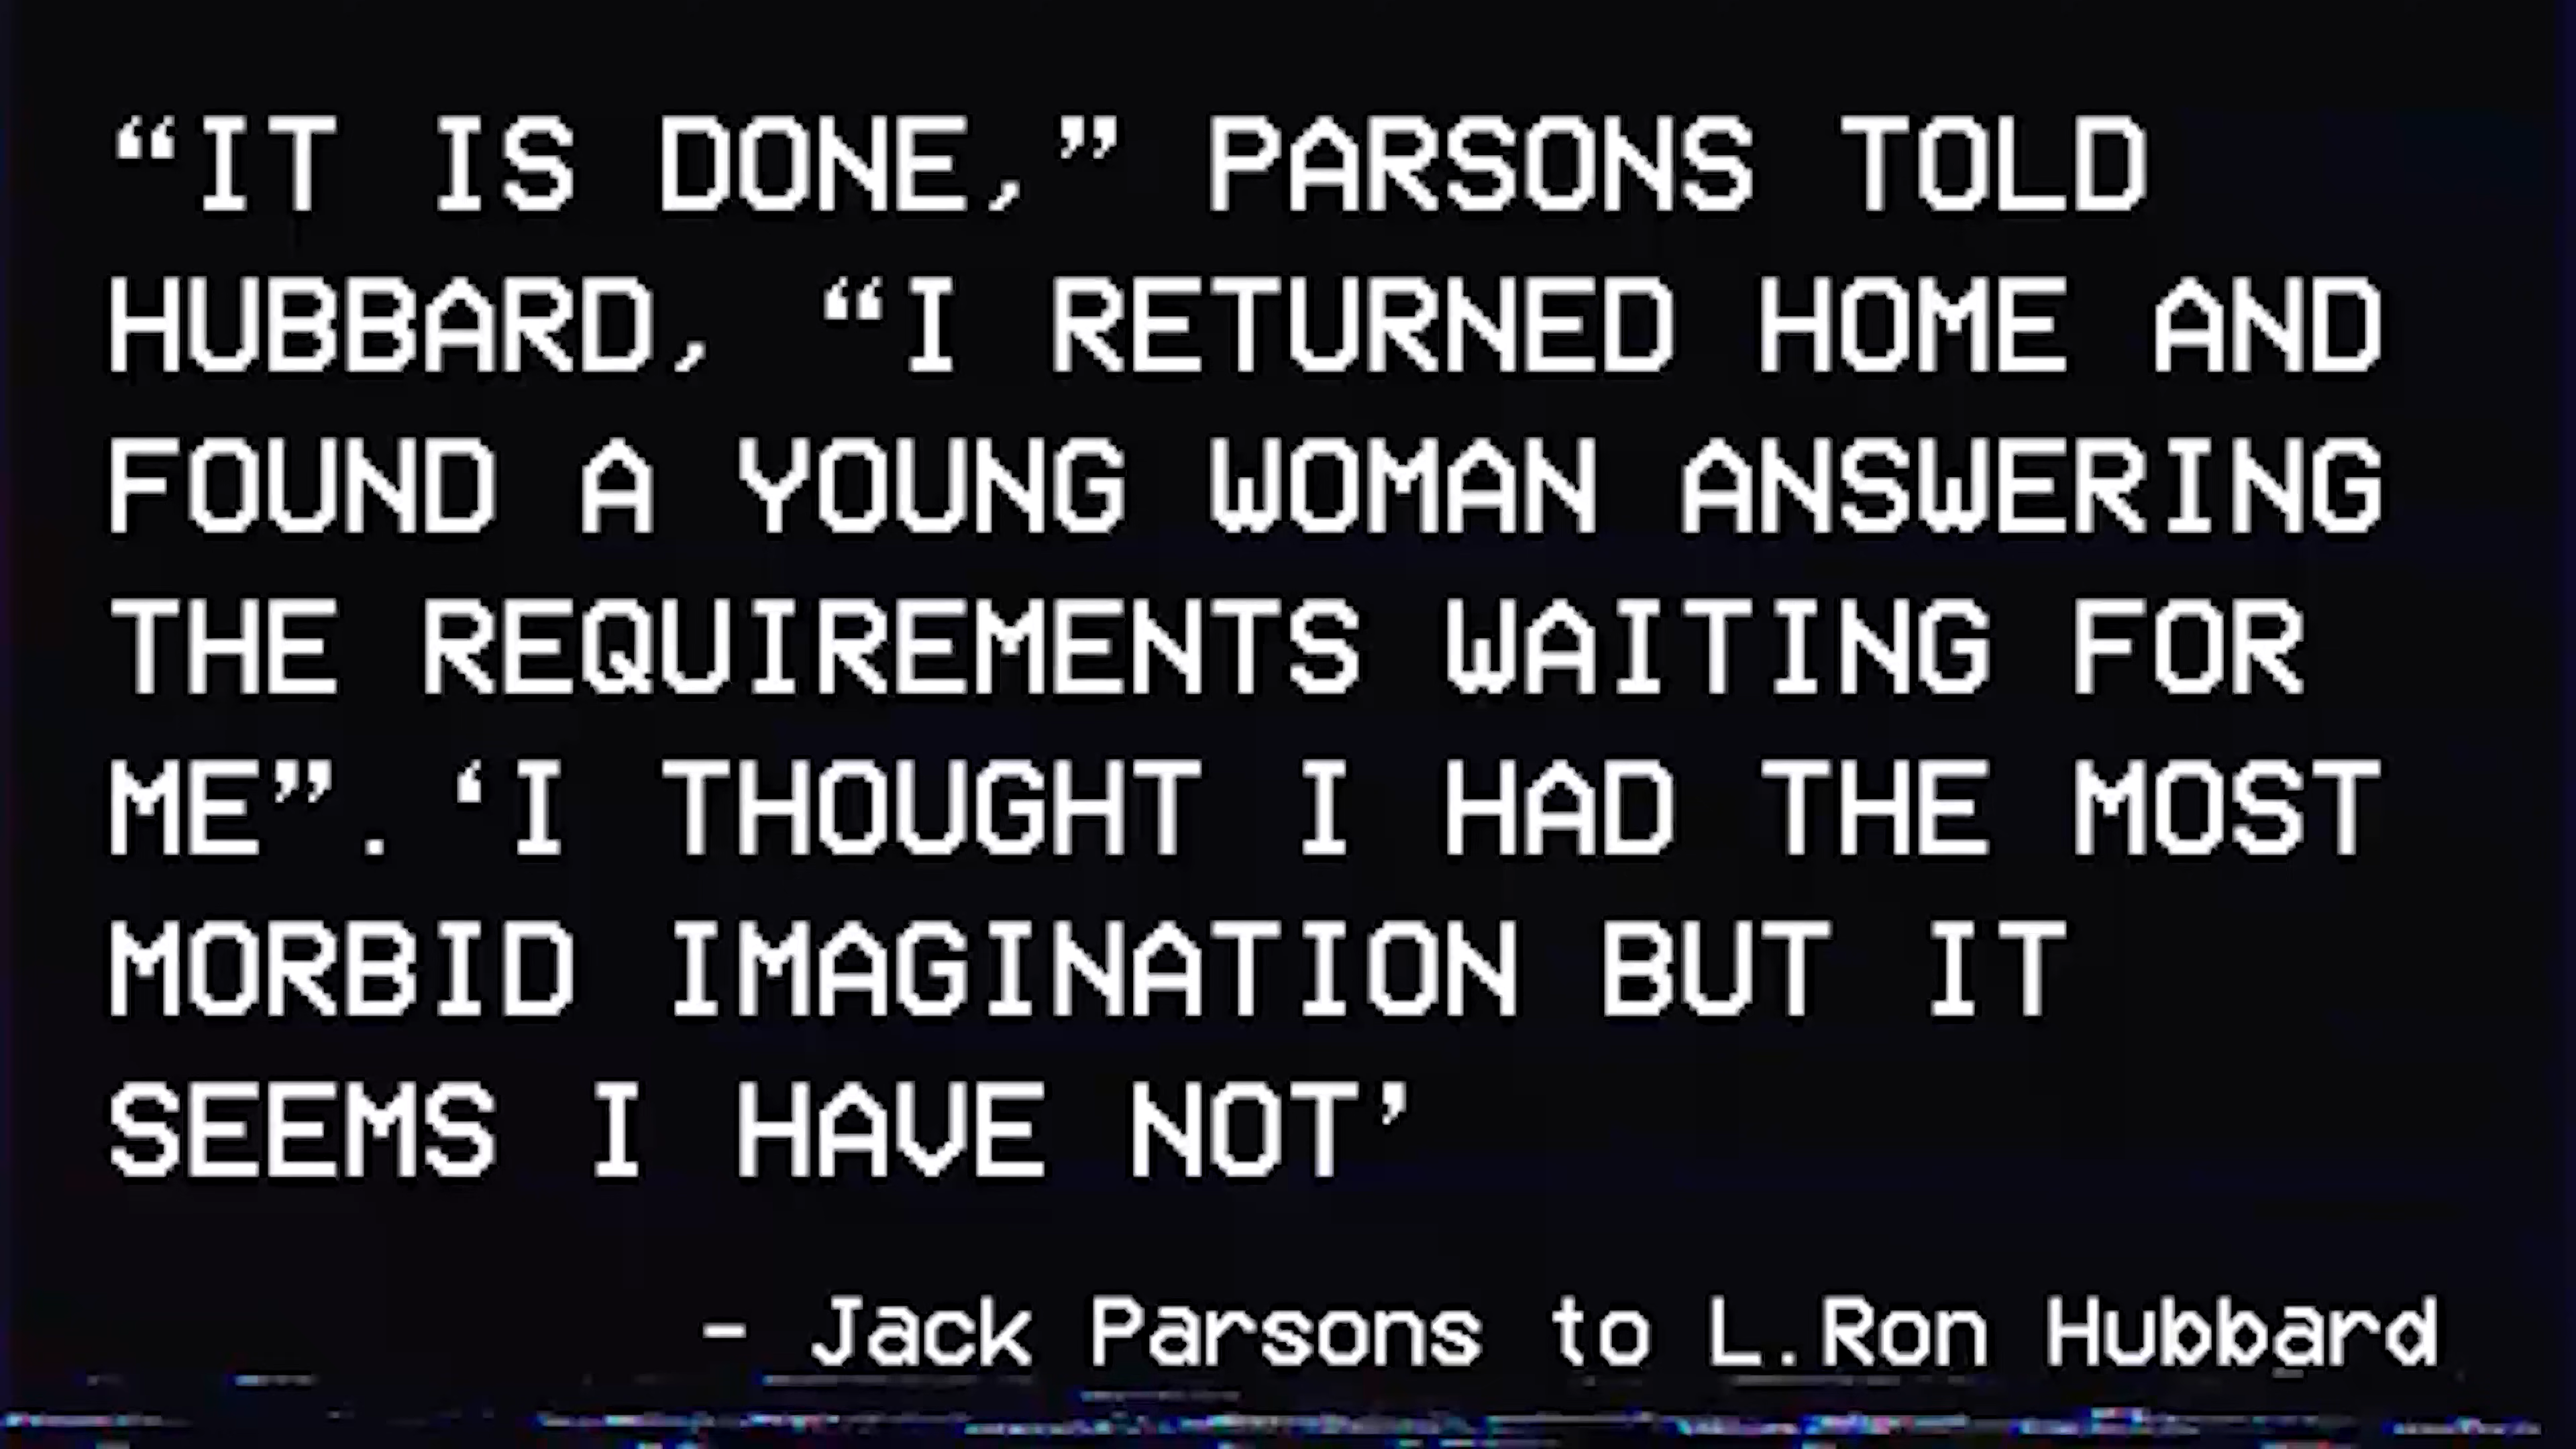 “IT IS DONE,” PARSONS TOLD
HUBBARD, “I RETURNED HOME AND
FOUND A YOUNG WOMAN ANSWERING
THE REQUIREMENTS WAITING FOR
ME”. ‘I THOUGHT I HAD THE MOST
MORBID IMAGINATION BUT IT
SEEMS I HAVE NOT’
- Jack Parsons to L.Ron Hubbard